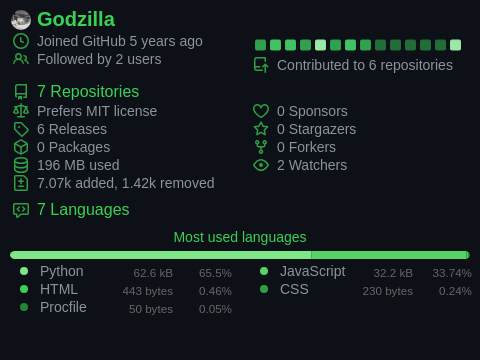 Godzilla
Joined GitHub 5 years ago
Followed by 2 users
Contributed to 6 repositories
7 Repositories
Prefers MIT license
6 Releases
0 Packages
196 MB used
7.07k added, 1.42k removed
0 Sponsors
0 Stargazers
0 Forkers
2 Watchers
7 Languages
Most used languages
Python 62.6 kB 65.5%
JavaScript 32.2 kB 33.74%
HTML 443 bytes 0.46%
CSS 230 bytes 0.24%
Procfile 50 bytes 0.05%